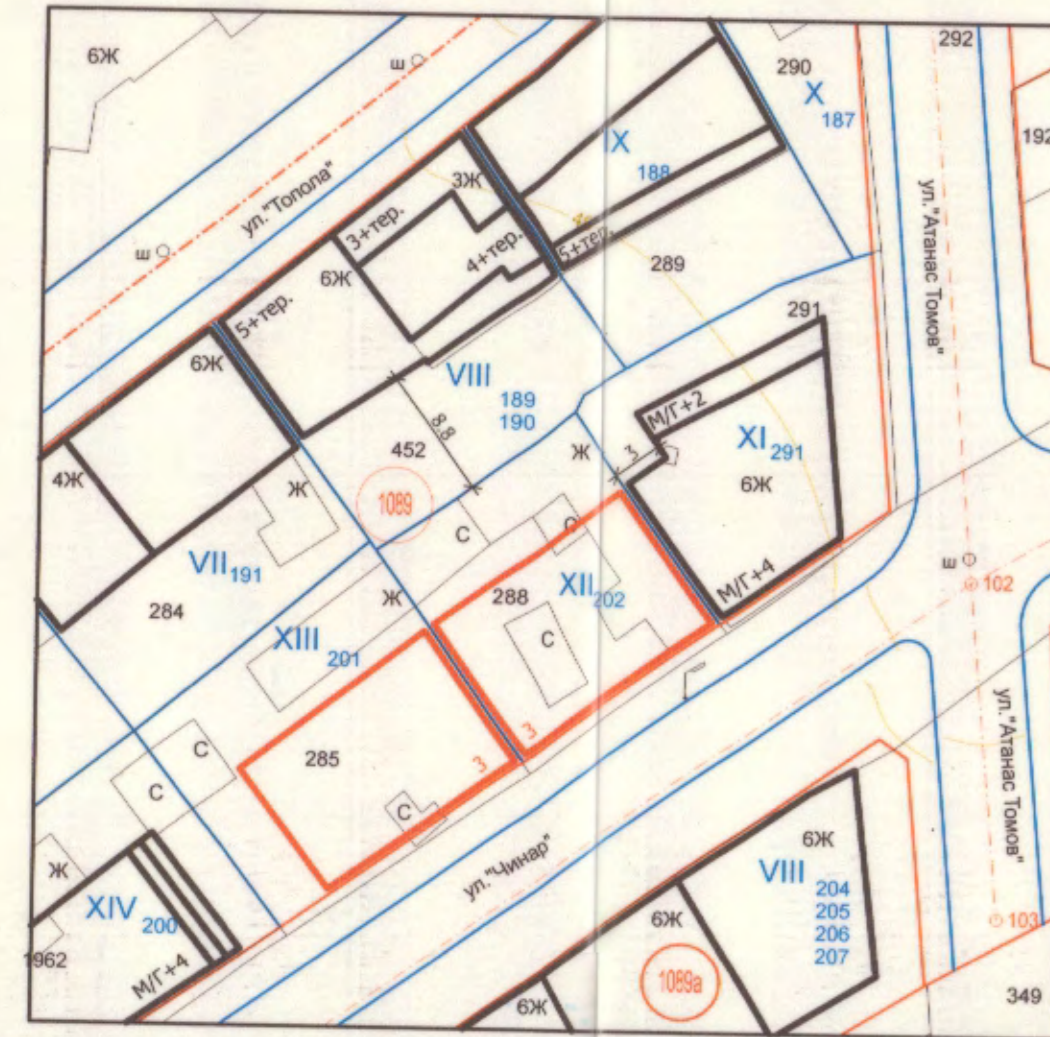 6Ж
Ш
292
290
X
187
192
IX
188
ул."Топола"
3Ж
ул."Атанас Томов"
Ш
3+тер.
4+тер.
5+тер.
289
6Ж
5+тер.
291
6Ж
VIII
189
190
М/Г+2
8.8
XI 291
452
Ж
3
4Ж
Ж
1089
6Ж
С
С
VII 191
М/Г+4
Ш
XII 202
102
288
284
Ж
С
XIII 201
ул."Атанас Томов"
3
285
3
С
С
С
6Ж
ул."Чинар"
Ж
VIII
204
205
206
207
XIV 200
6Ж
103
1962
М/Г+4
1089а
349
6Ж